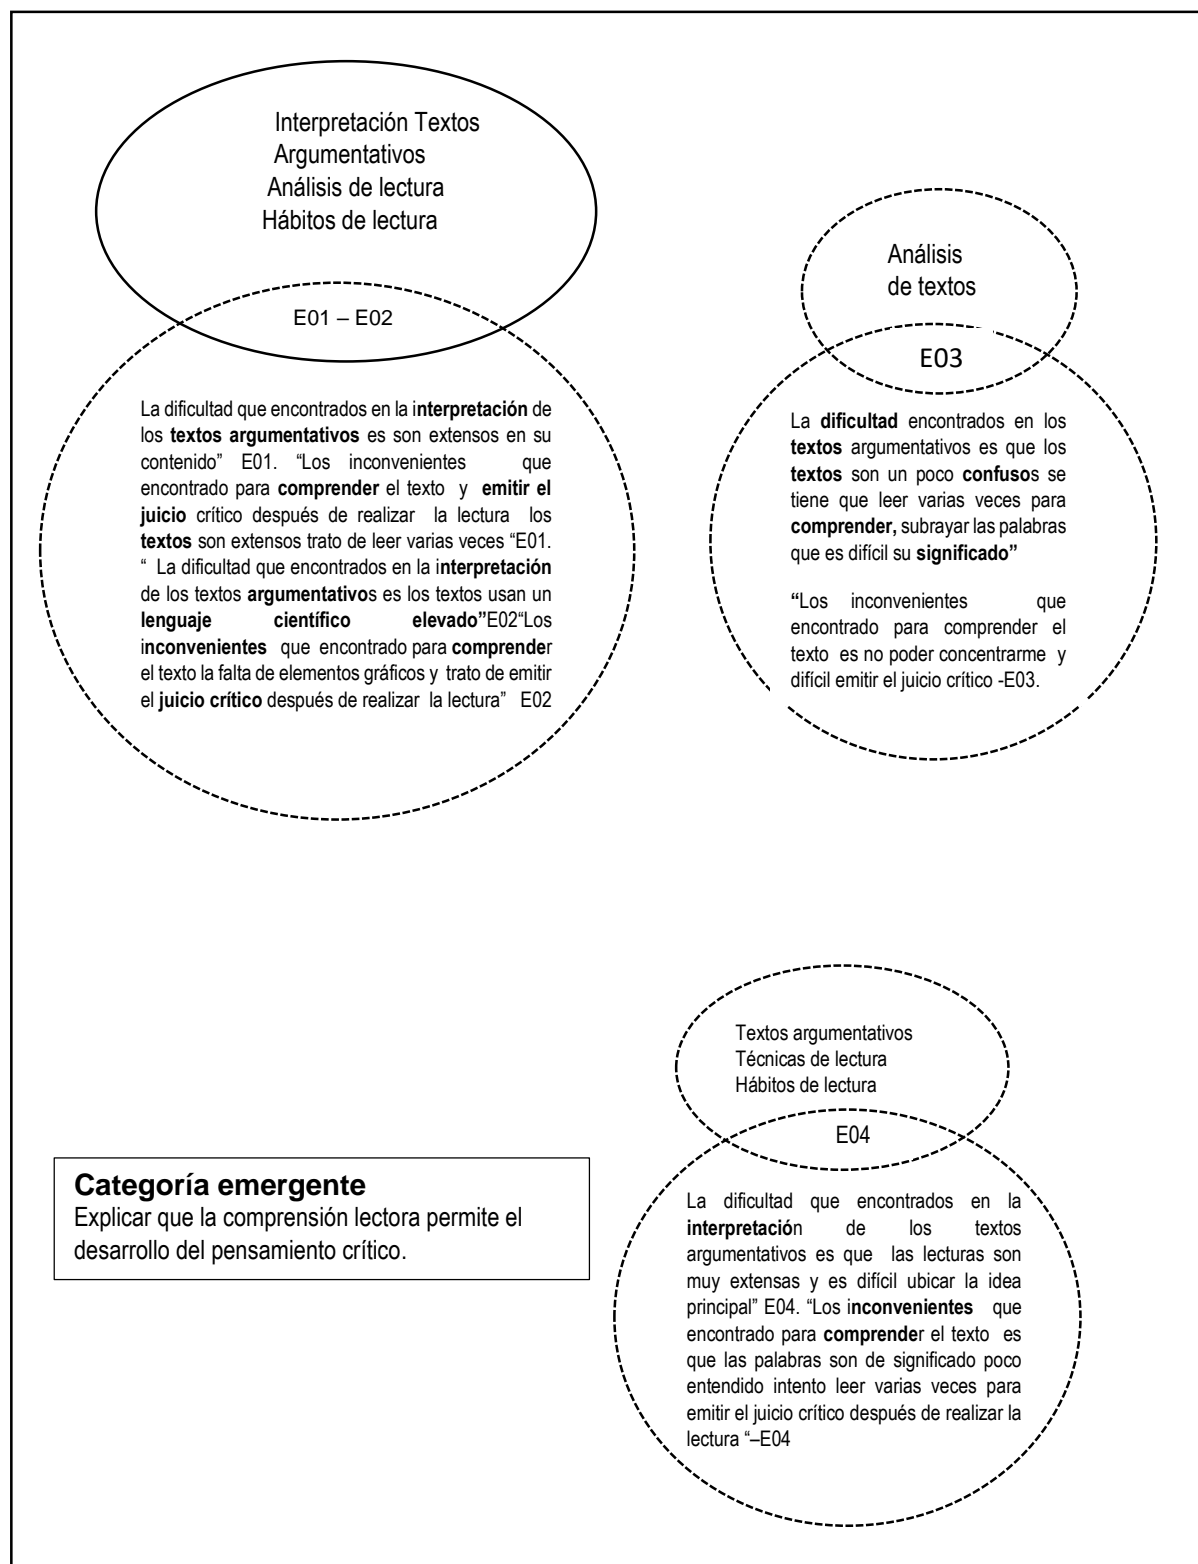 Interpretación Textos
Argumentativos
Análisis de lectura
Hábitos de lectura
E01 – E02
La dificultad que encontrados en la interpretación de
los textos argumentativos es son extensos en su
contenido” E01. “Los inconvenientes que
encontrado para comprender el texto y emitir el
juicio crítico después de realizar la lectura los
textos son extensos trato de leer varias veces “E01.
“ La dificultad que encontrados en la interpretación
de los textos argumentativos es los textos usan un
lenguaje científico elevado”E02“Los
inconvenientes que encontrado para comprender
el texto la falta de elementos gráficos y trato de emitir
el juicio crítico después de realizar la lectura” E02
Análisis
de textos
E03
La dificultad encontrados en los
textos argumentativos es que los
textos son un poco confusos se
tiene que leer varias veces para
comprender, subrayar las palabras
que es difícil su significado”
“Los inconvenientes que
encontrado para comprender el
texto es no poder concentrarme y
difícil emitir el juicio crítico -E03.
Textos argumentativos
Técnicas de lectura
Hábitos de lectura
E04
La dificultad que encontrados en la
interpretación de los textos
argumentativos es que las lecturas son
muy extensas y es difícil ubicar la idea
principal” E04. “Los inconvenientes que
encontrado para comprender el texto es
que las palabras son de significado poco
entendido intento leer varias veces para
emitir el juicio crítico después de realizar la
lectura “–E04
Categoría emergente
Explicar que la comprensión lectora permite el
desarrollo del pensamiento crítico.